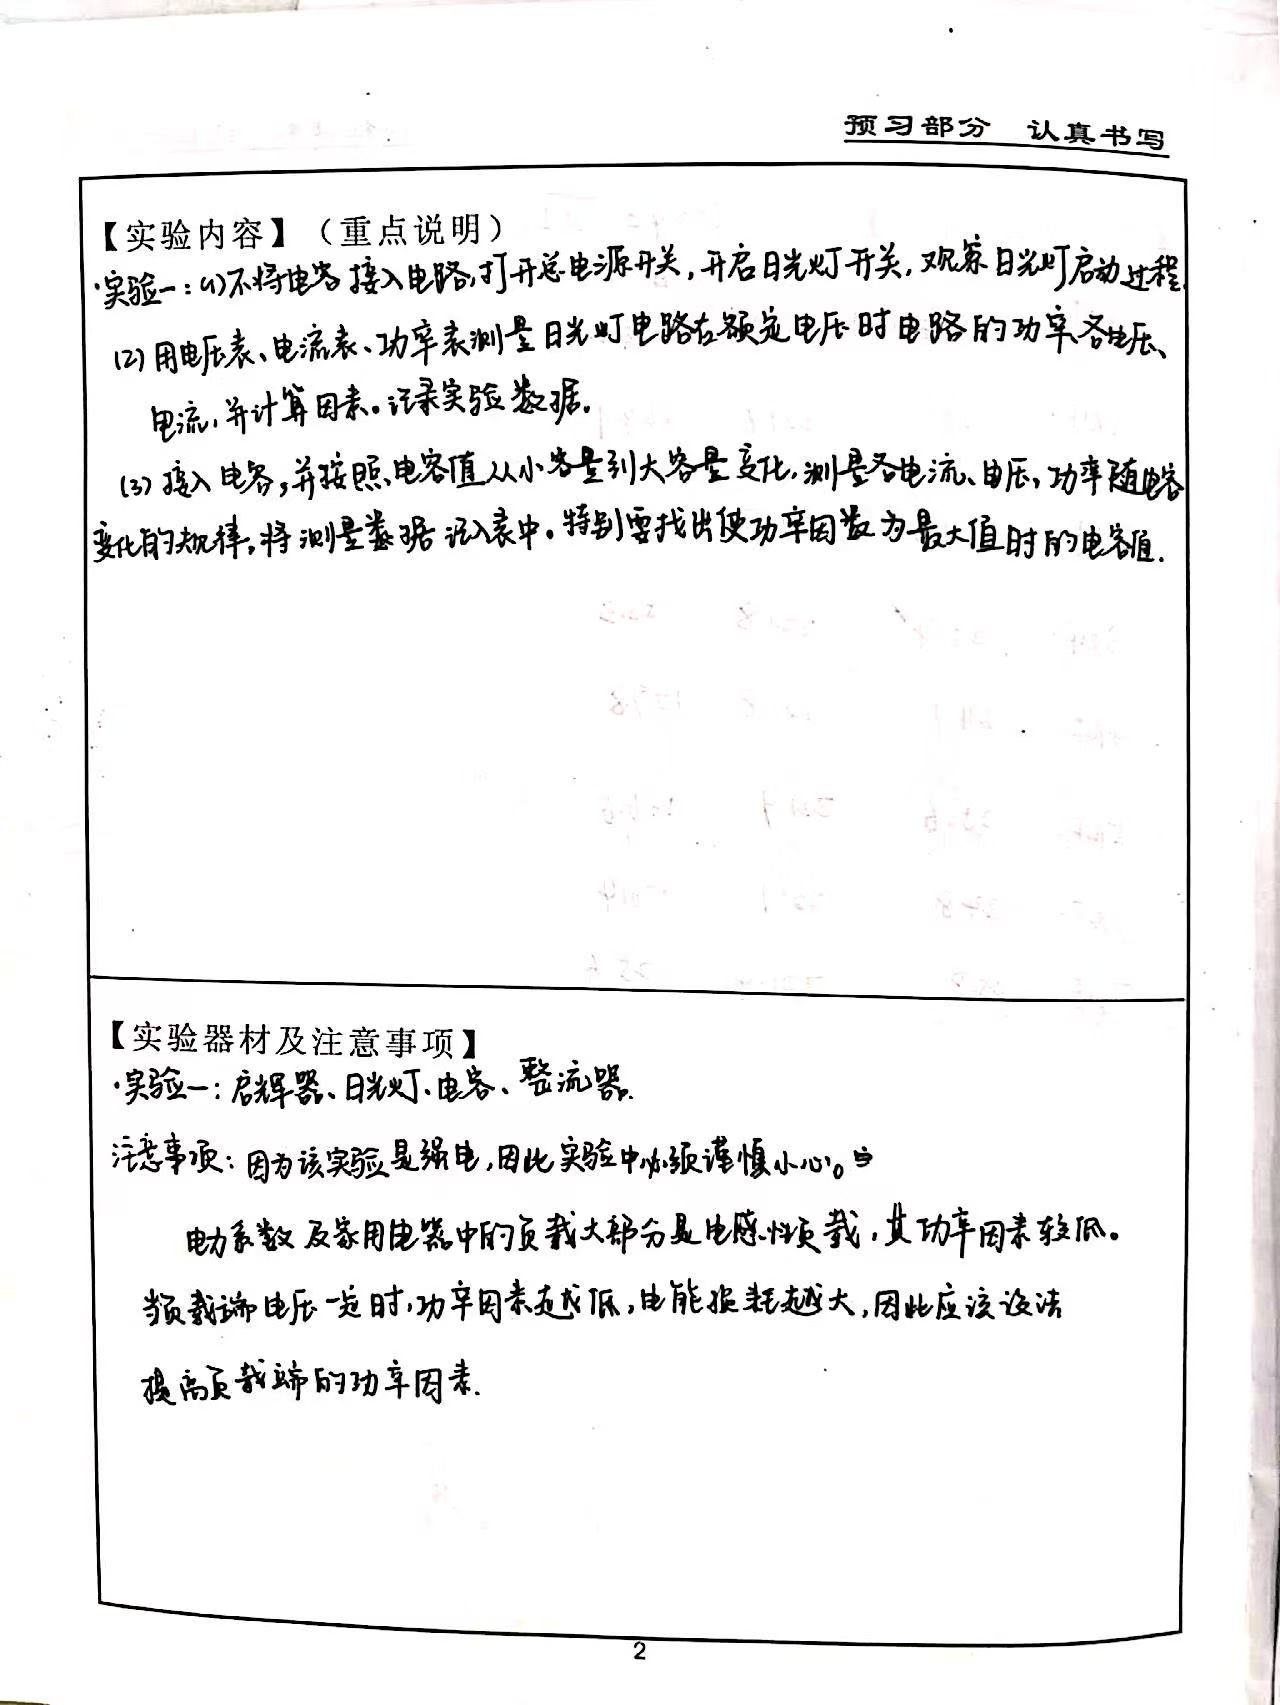 预习部分 认真书写
【实验内容】（重点说明）
·实验一：(1)不将电容接入电路，打开总电源开关，开启日光灯开关，观察日光灯启动过程.
(2)用电压表、电流表、功率表测量日光灯电路在额定电压时电路的功率、各电压、
电流，并计算因素。记录实验数据。
(3)接入电容，并按照电容值从小容量到大容量变化，测量各电流、电压，功率随电容
变化的规律，将测量数据记入表中。特别要找出使功率因数为最大值时的电容值.
【实验器材及注意事项】
·实验一：启辉器、日光灯、电容、整流器.
注意事项：因为该实验是强电，因此实验中必须谨慎小心。
电力系数及家用电器中的负载大部分是电感性负载，其功率因素较低。
当负载端电压一定时，功率因素越低，电能损耗越大，因此应该设法
提高负载端的功率因素.
2